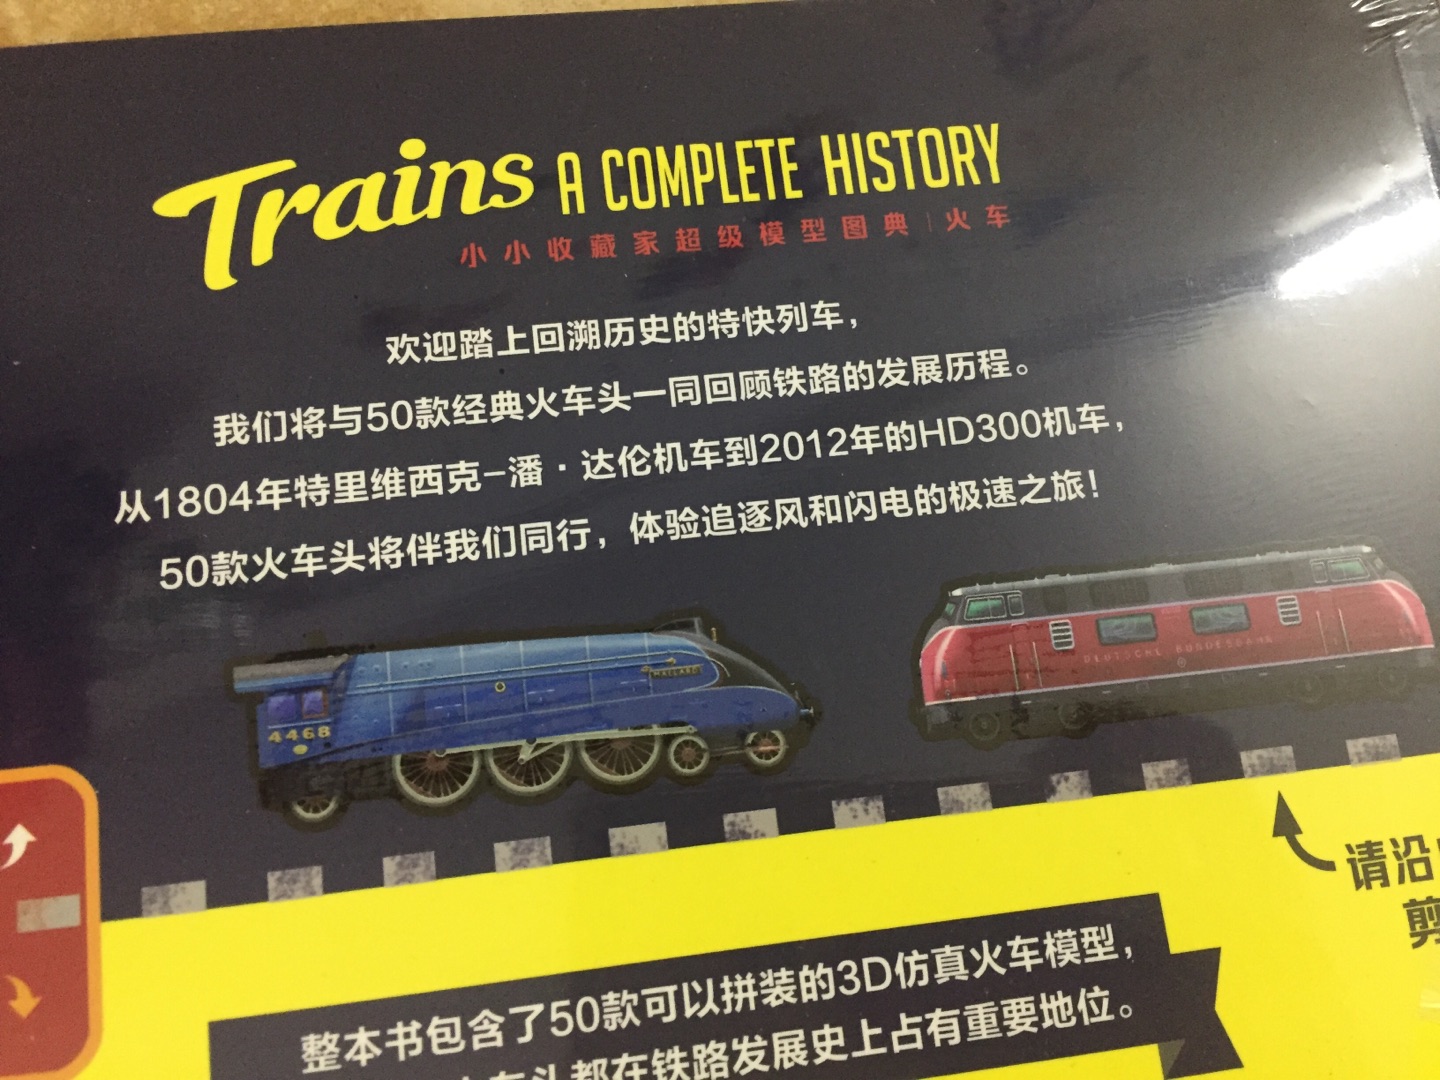 Trains A COMPLETE HISTORY
小小收藏家超级模型图典|火车
欢迎踏上回溯历史的特快列车，
我们将与50款经典火车头一同回顾铁路的发展历程。
从1804年特里维西克-潘·达伦机车到2012年的HD300机车，
50款火车头将伴我们同行，体验追逐风和闪电的极速之旅！
MALLARD
4468
DEUTSCHE BUNDESBAHN
请沿
剪
整本书包含了50款可以拼装的3D仿真火车模型，
车头都在铁路发展史上占有重要地位。